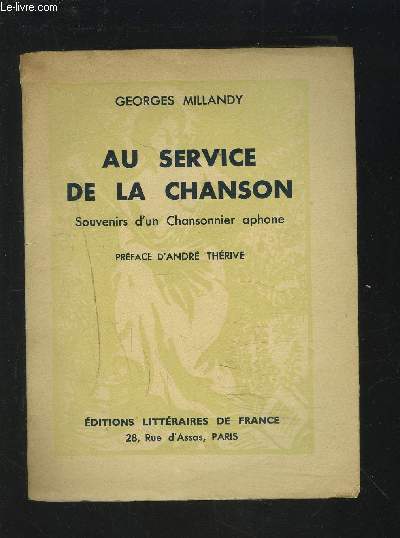 Le-livre.com
GEORGES MILLANDY
AU SERVICE
DE LA CHANSON
Souvenirs d'un Chansonnier aphone
PRÉFACE D'ANDRÉ THÉRIVE
ÉDITIONS LITTÉRAIRES DE FRANCE
28, Rue d'Assas, PARIS